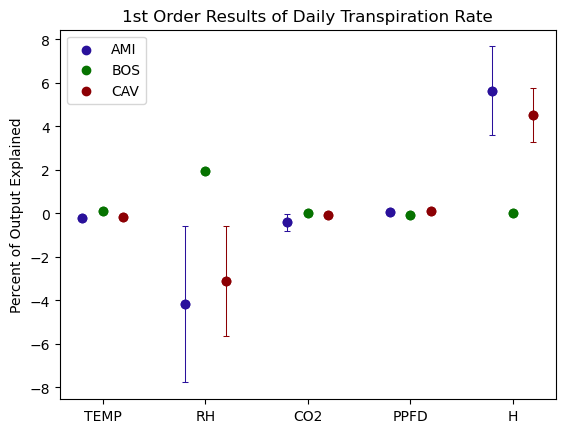 1st Order Results of Daily Transpiration Rate
AMI
BOS
CAV
Percent of Output Explained
8
6
4
2
0
−2
−4
−6
−8
TEMP RH CO2 PPFD H